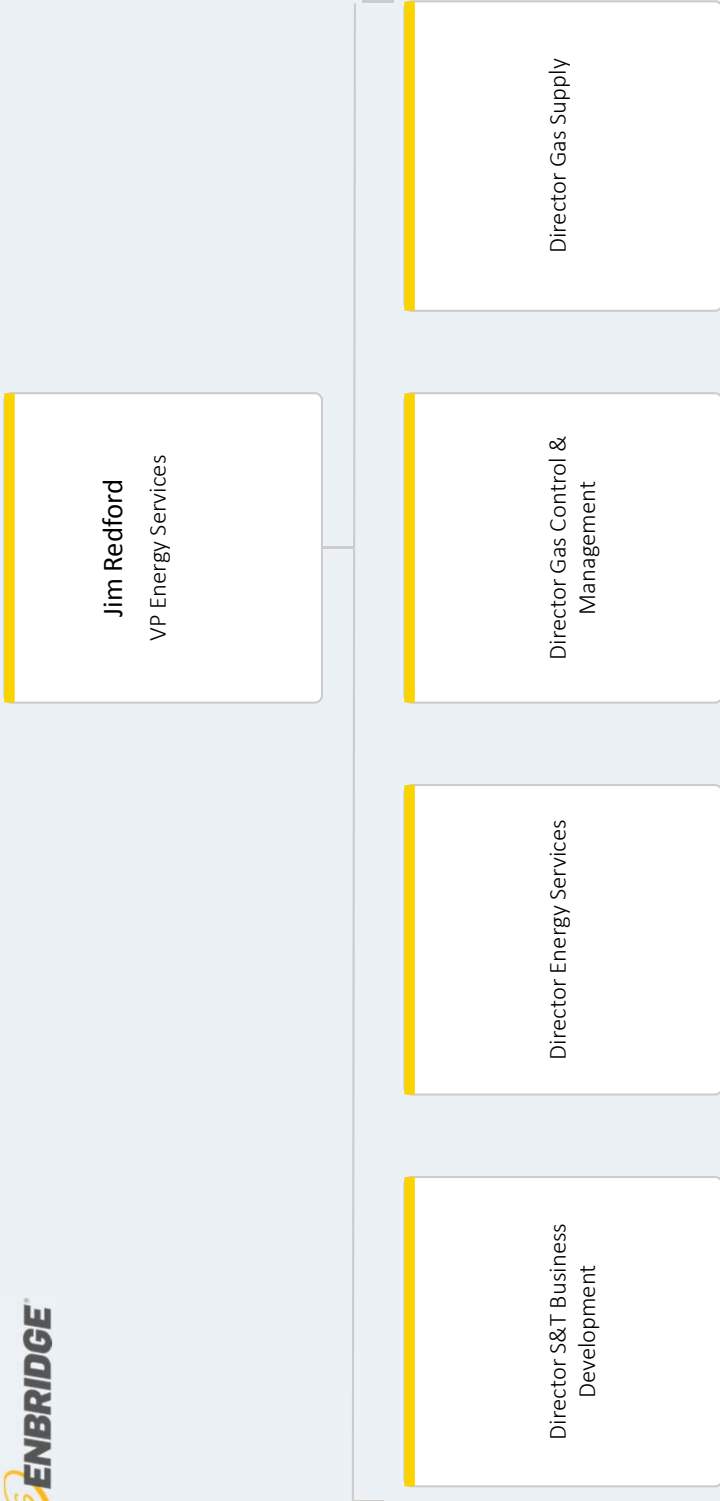 ENBRIDGE
Jim Redford
VP Energy Services
Director S&T Business
Development
Director Energy Services
Director Gas Control &
Management
Director Gas Supply